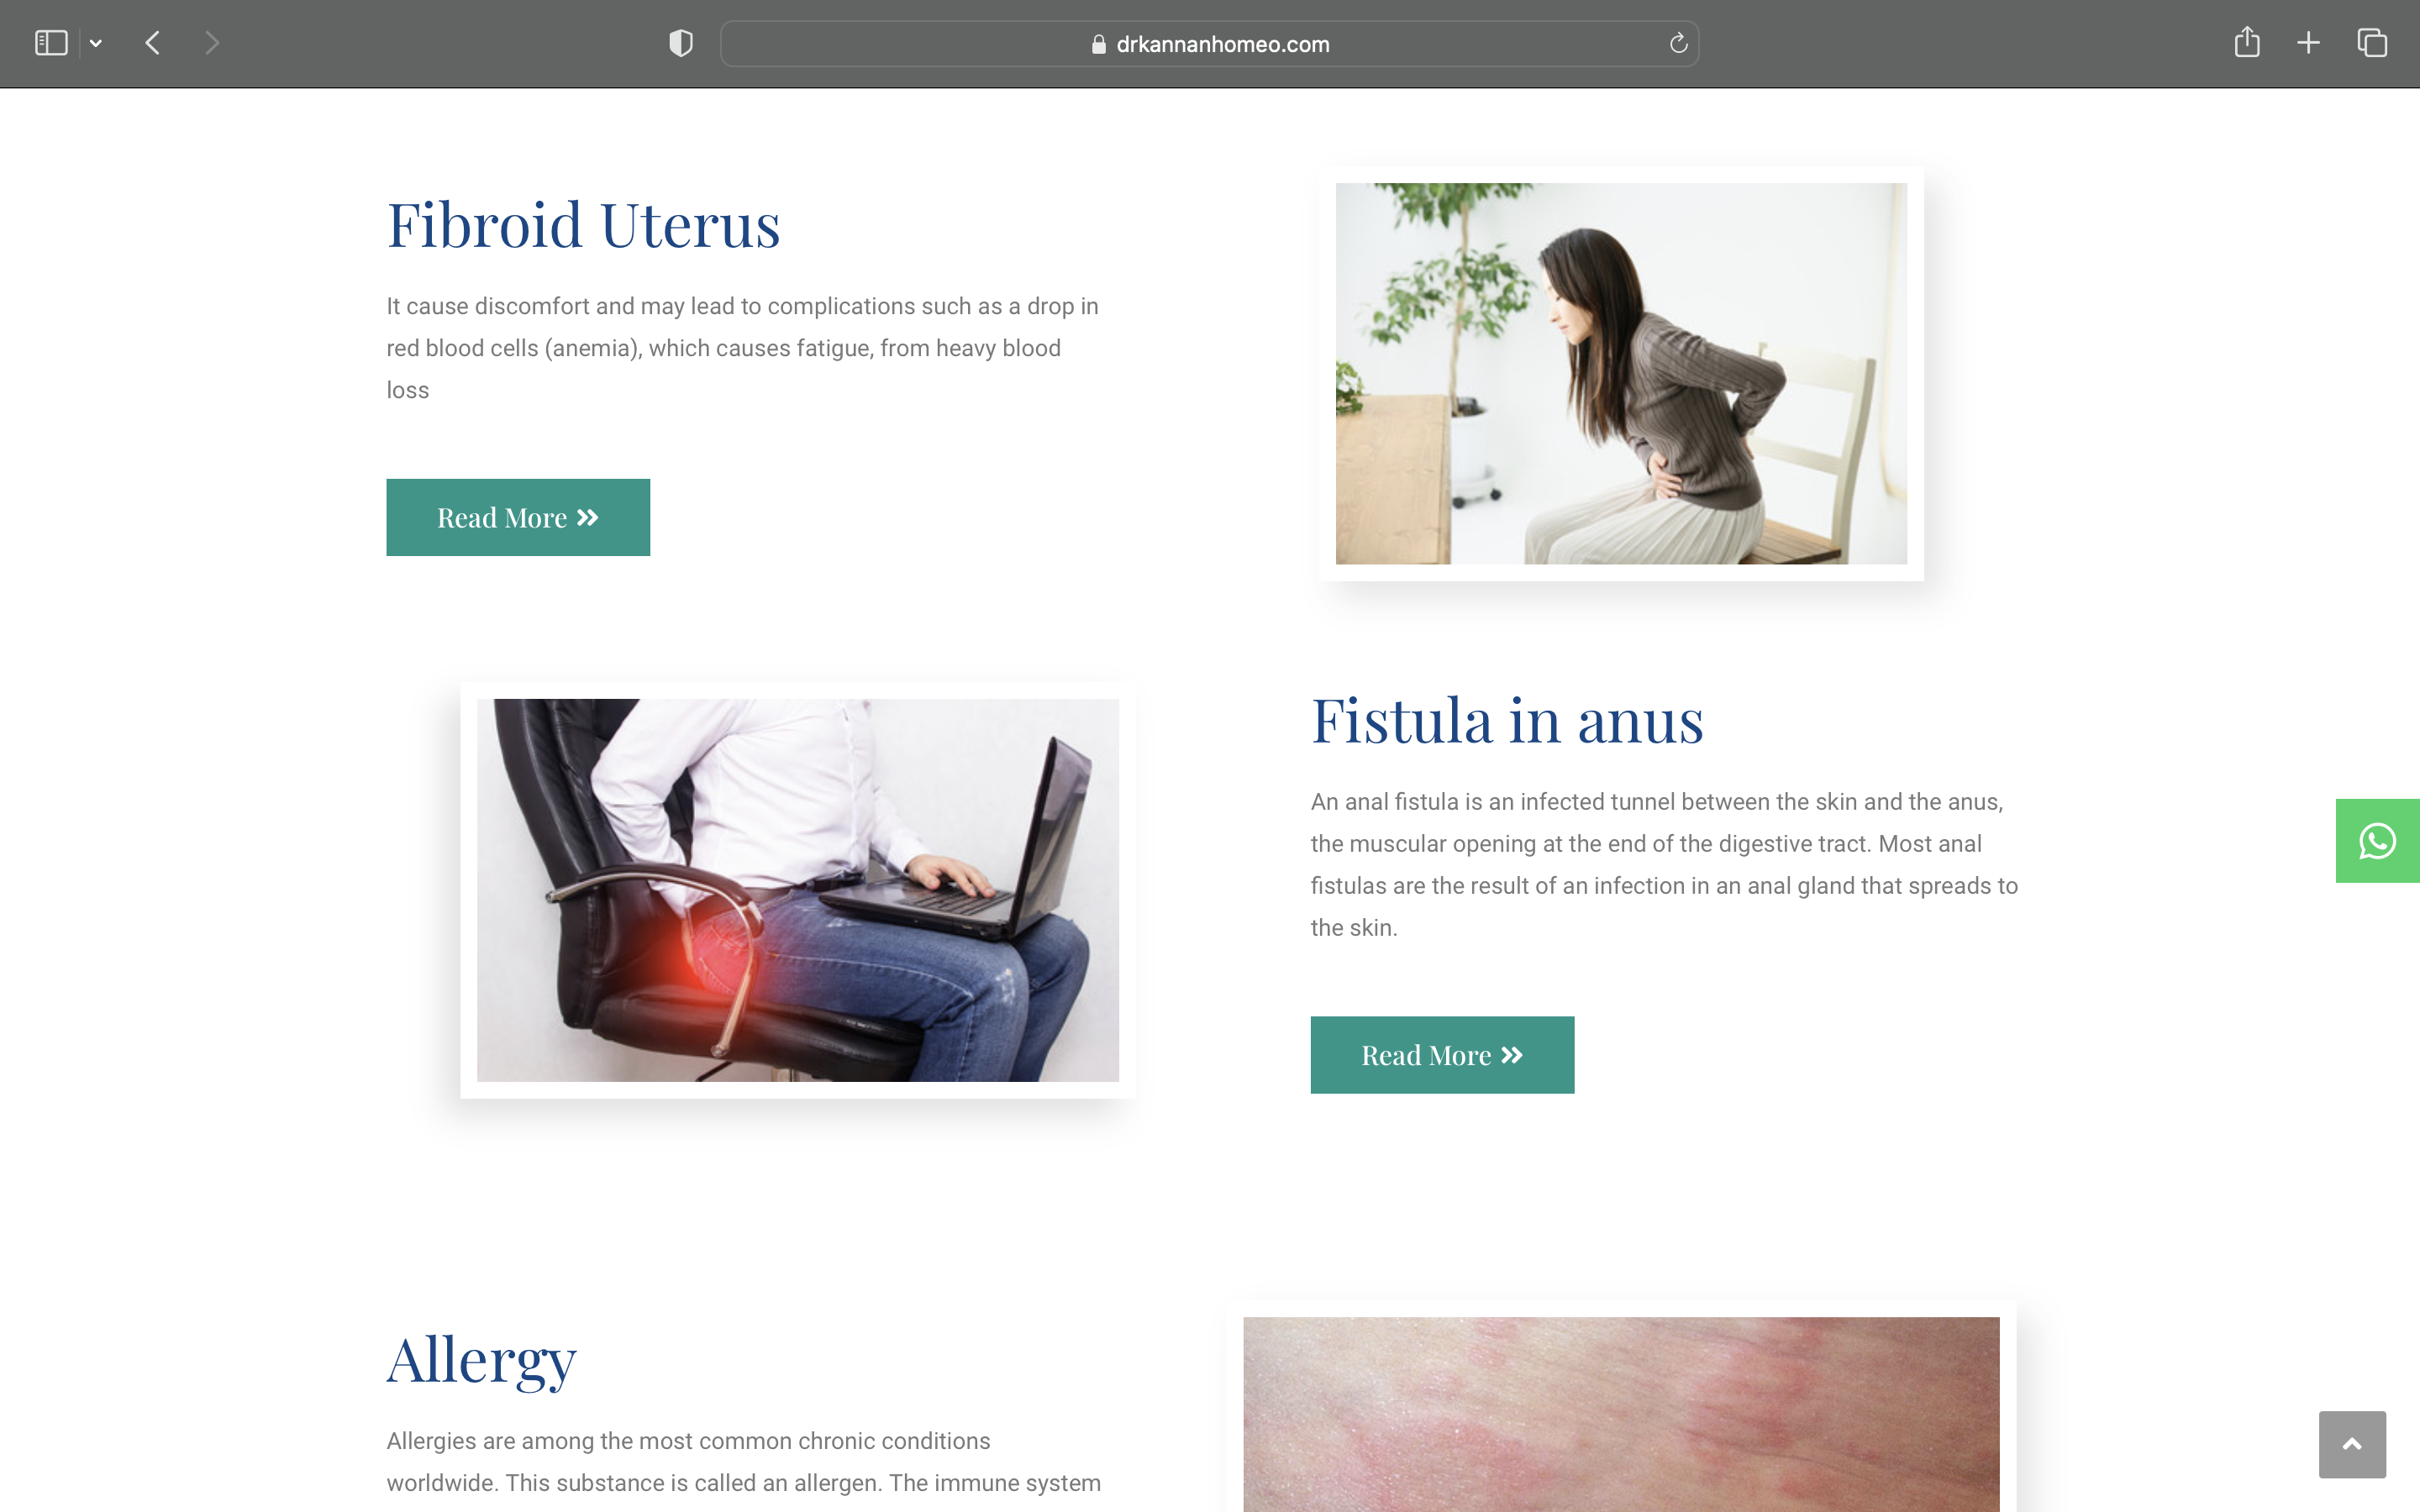 drkannanhomeo.com
Fibroid Uterus
It cause discomfort and may lead to complications such as a drop in
red blood cells (anemia), which causes fatigue, from heavy blood
loss
Read More
Fistula in anus
An anal fistula is an infected tunnel between the skin and the anus,
the muscular opening at the end of the digestive tract. Most anal
fistulas are the result of an infection in an anal gland that spreads to
the skin.
Read More
Allergy
Allergies are among the most common chronic conditions
worldwide. This substance is called an allergen. The immune system